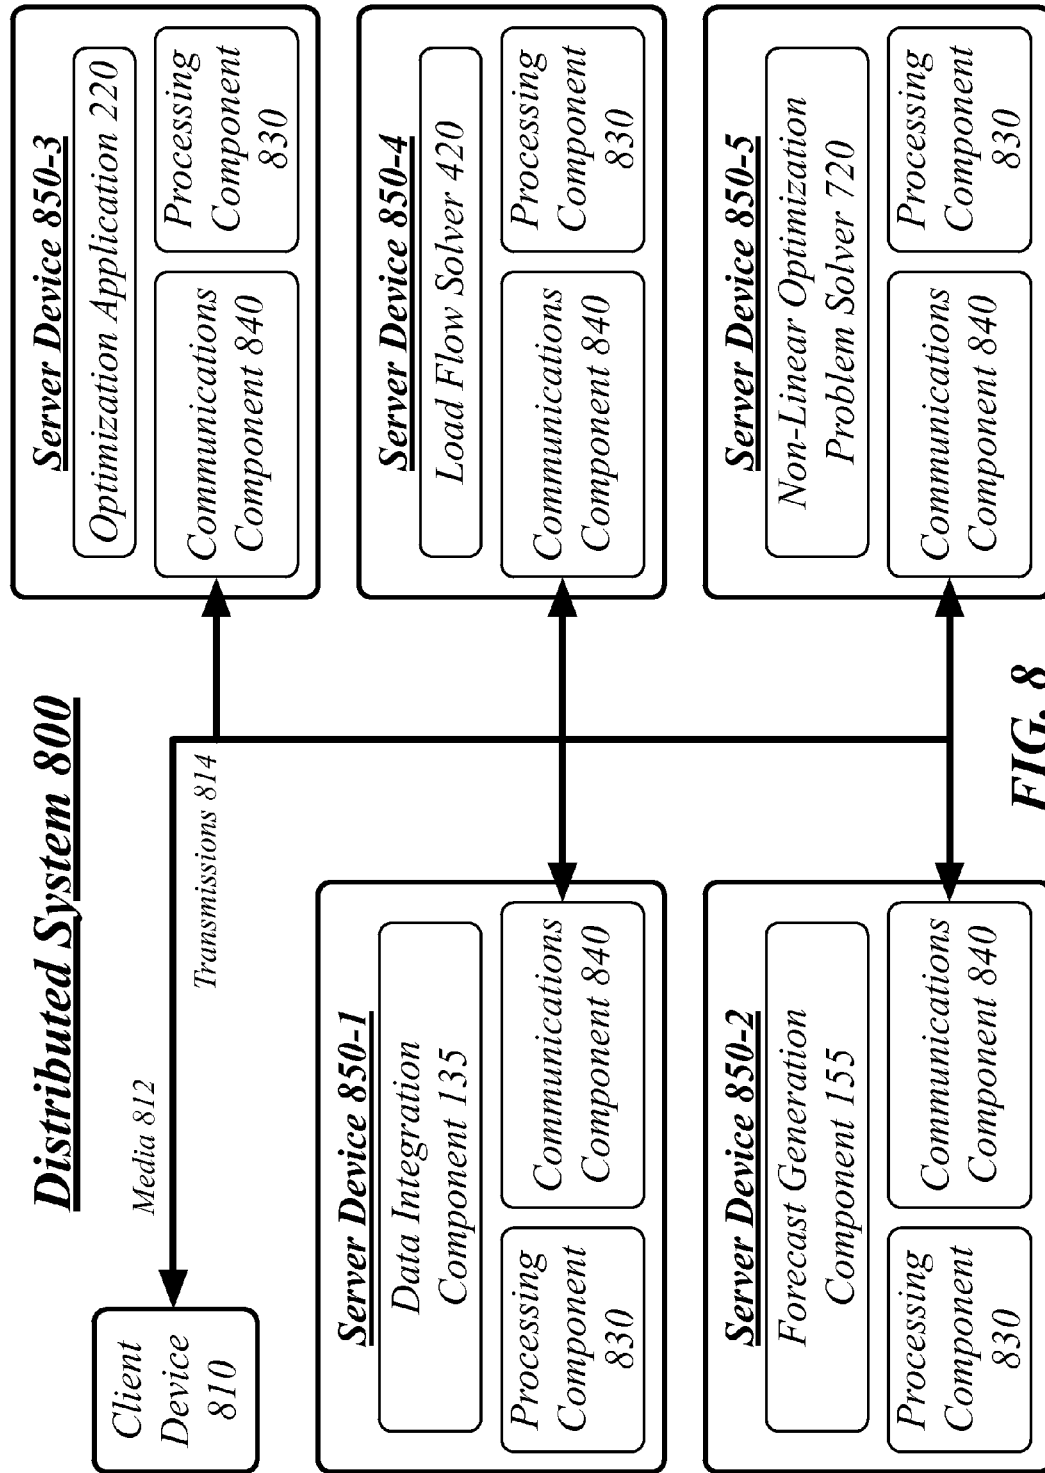 Distributed System 800
Client
Device
810
Media 812
Transmissions 814
Server Device 850-1
Data Integration
Component 135
Processing
Component
830
Communications
Component 840
Server Device 850-2
Forecast Generation
Component 155
Processing
Component
830
Communications
Component 840
Server Device 850-3
Optimization Application 220
Communications
Component 840
Processing
Component
830
Server Device 850-4
Load Flow Solver 420
Communications
Component 840
Processing
Component
830
Server Device 850-5
Non-Linear Optimization
Problem Solver 720
Communications
Component 840
Processing
Component
830
FIG. 8